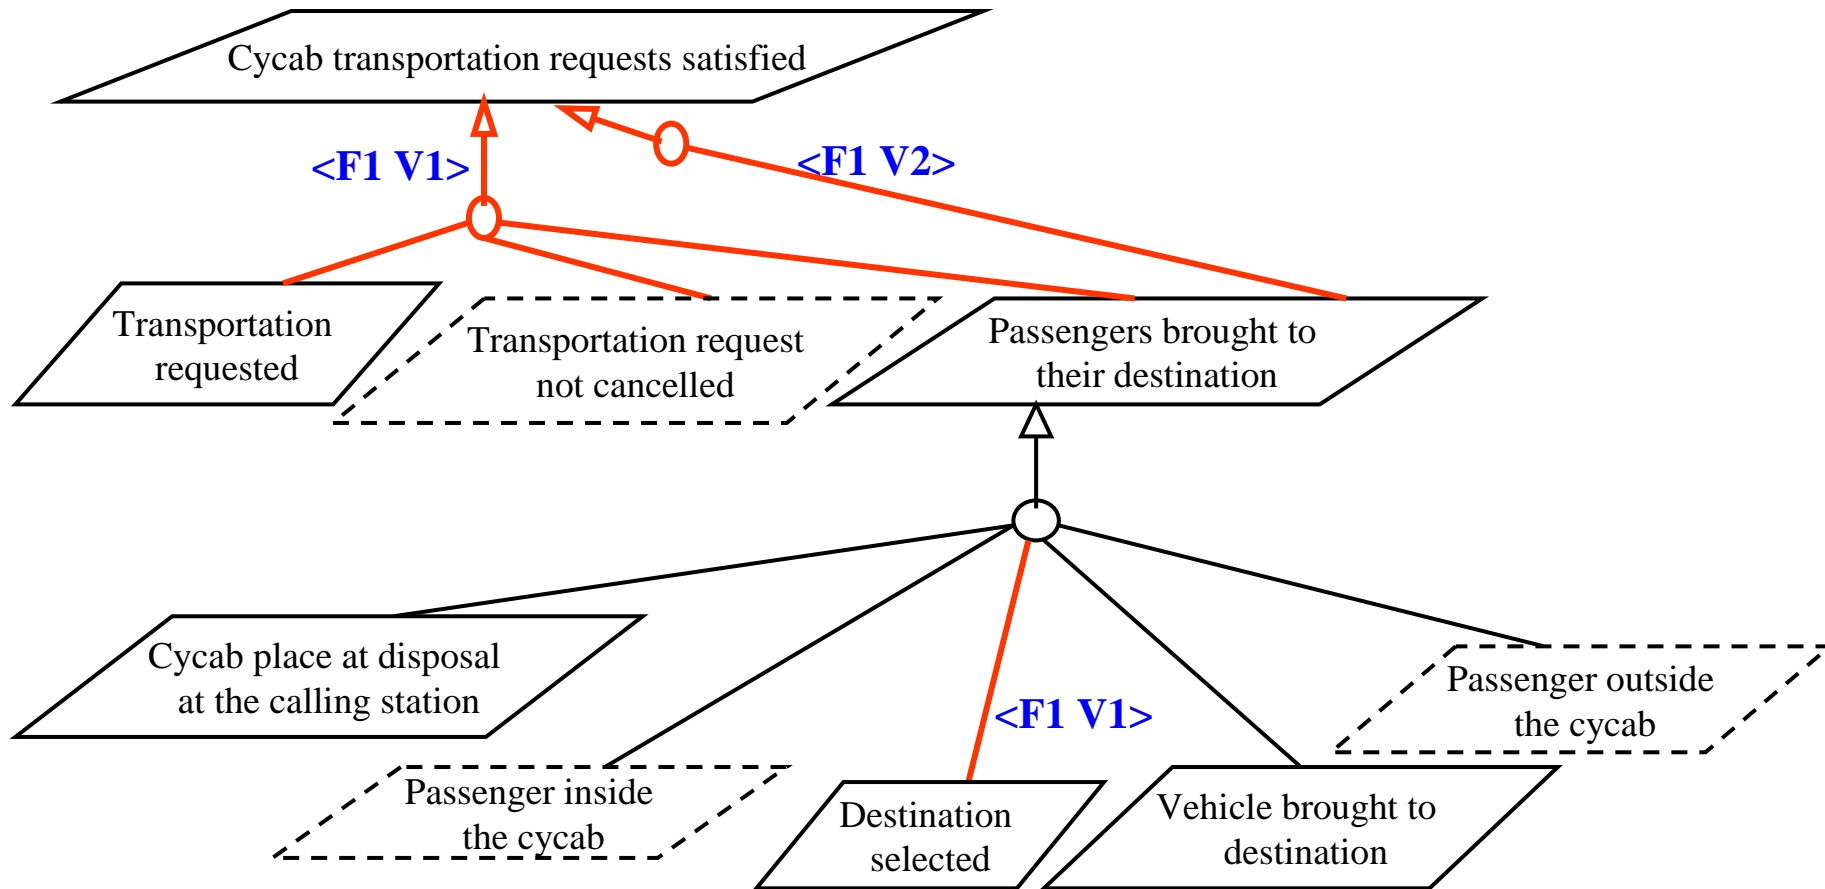 Cycab transportation requests satisfied
<F1 V1>
<F1 V2>
Transportation
requested
Transportation request
not cancelled
Passengers brought to
their destination
Cycab place at disposal
at the calling station
Passenger inside
the cycab
<F1 V1>
Destination
selected
Vehicle brought to
destination
Passenger outside
the cycab